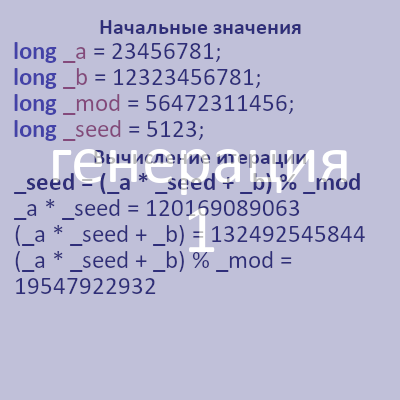 Начальные значения
long _a = 23456781;
long _b = 12323456781;
long _mod = 56472311456;
long _seed = 5123;
Вычисление итерации
генерация
_seed = (_a * _seed + _b) % _mod
_a * _seed = 120169089063
1
(_a * _seed + _b) = 132492545844
(_a * _seed + _b) % _mod =
19547922932